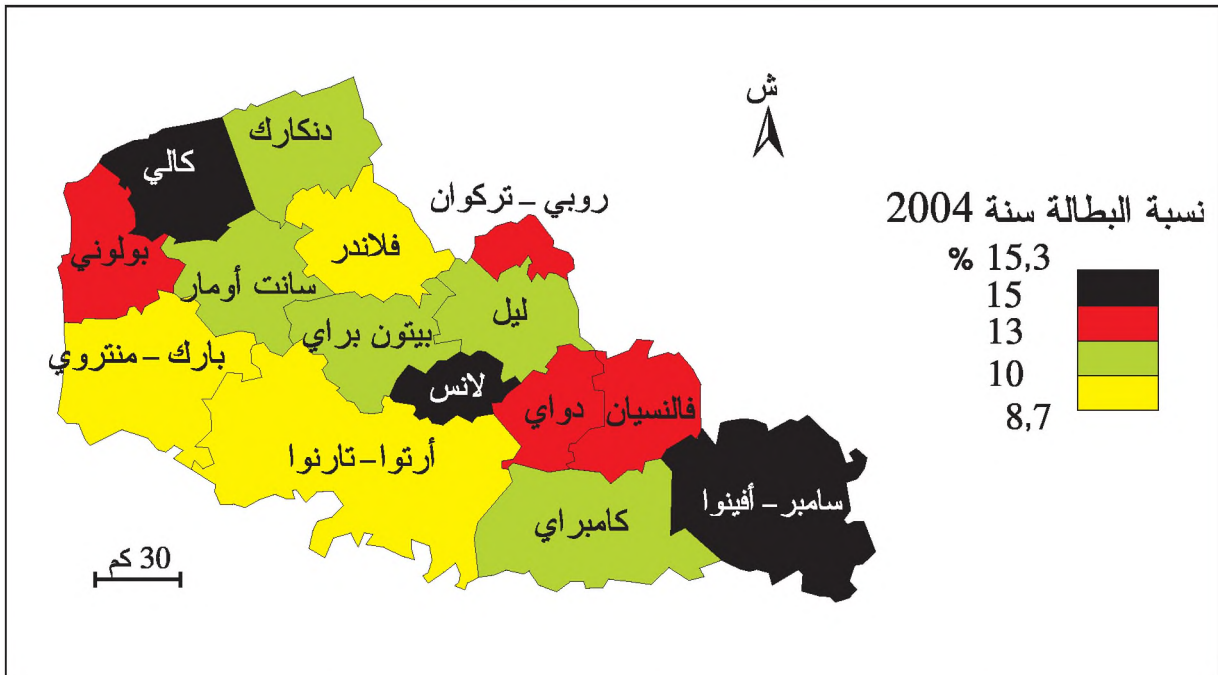 ش
دنكارك
كالي
روبي – تركوان
نسبة البطالة سنة 2004
فلاندر
بولوني
% 15,3
سانت أومار
15
ليل
13
بيتون براي
بارك – منتروي
10
لانس
8,7
دواي
فالنسيان
أرتوا – تارنوا
سامبر – أفينوا
كامبراي
30 كم